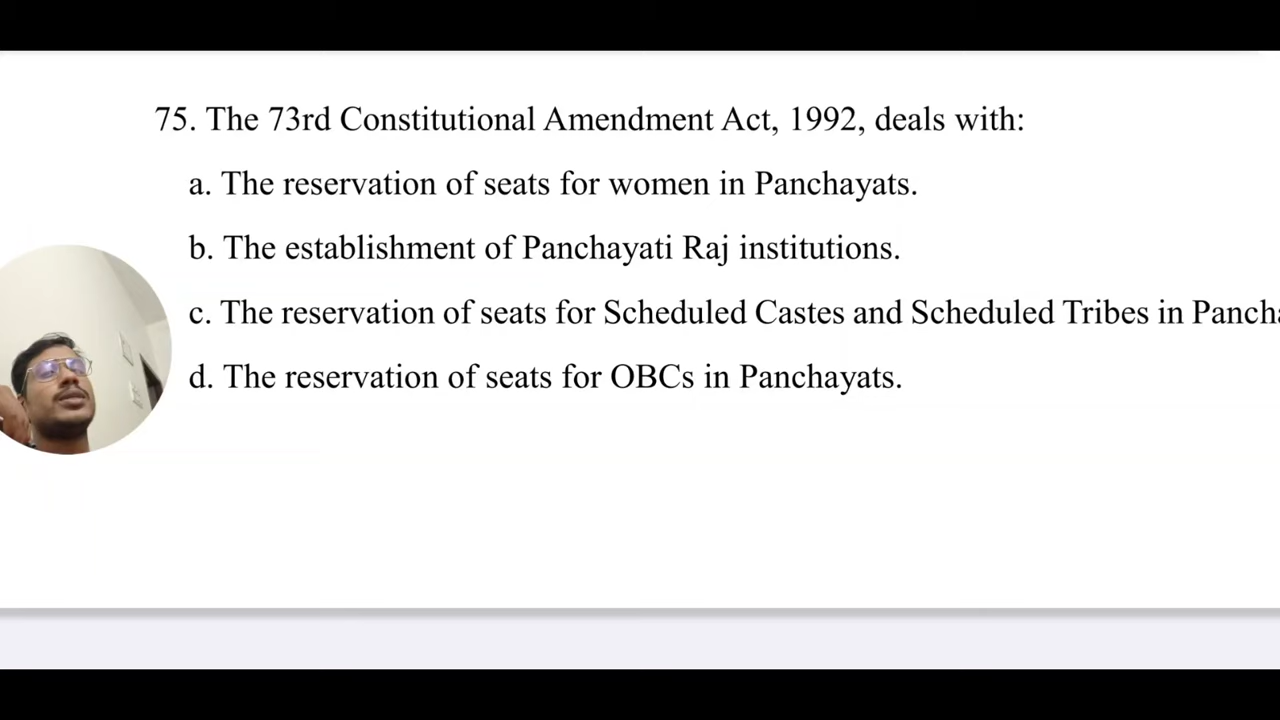 75. The 73rd Constitutional Amendment Act, 1992, deals with:
a. The reservation of seats for women in Panchayats.
b. The establishment of Panchayati Raj institutions.
c. The reservation of seats for Scheduled Castes and Scheduled Tribes in
d. The reservation of seats for OBCs in Panchayats.